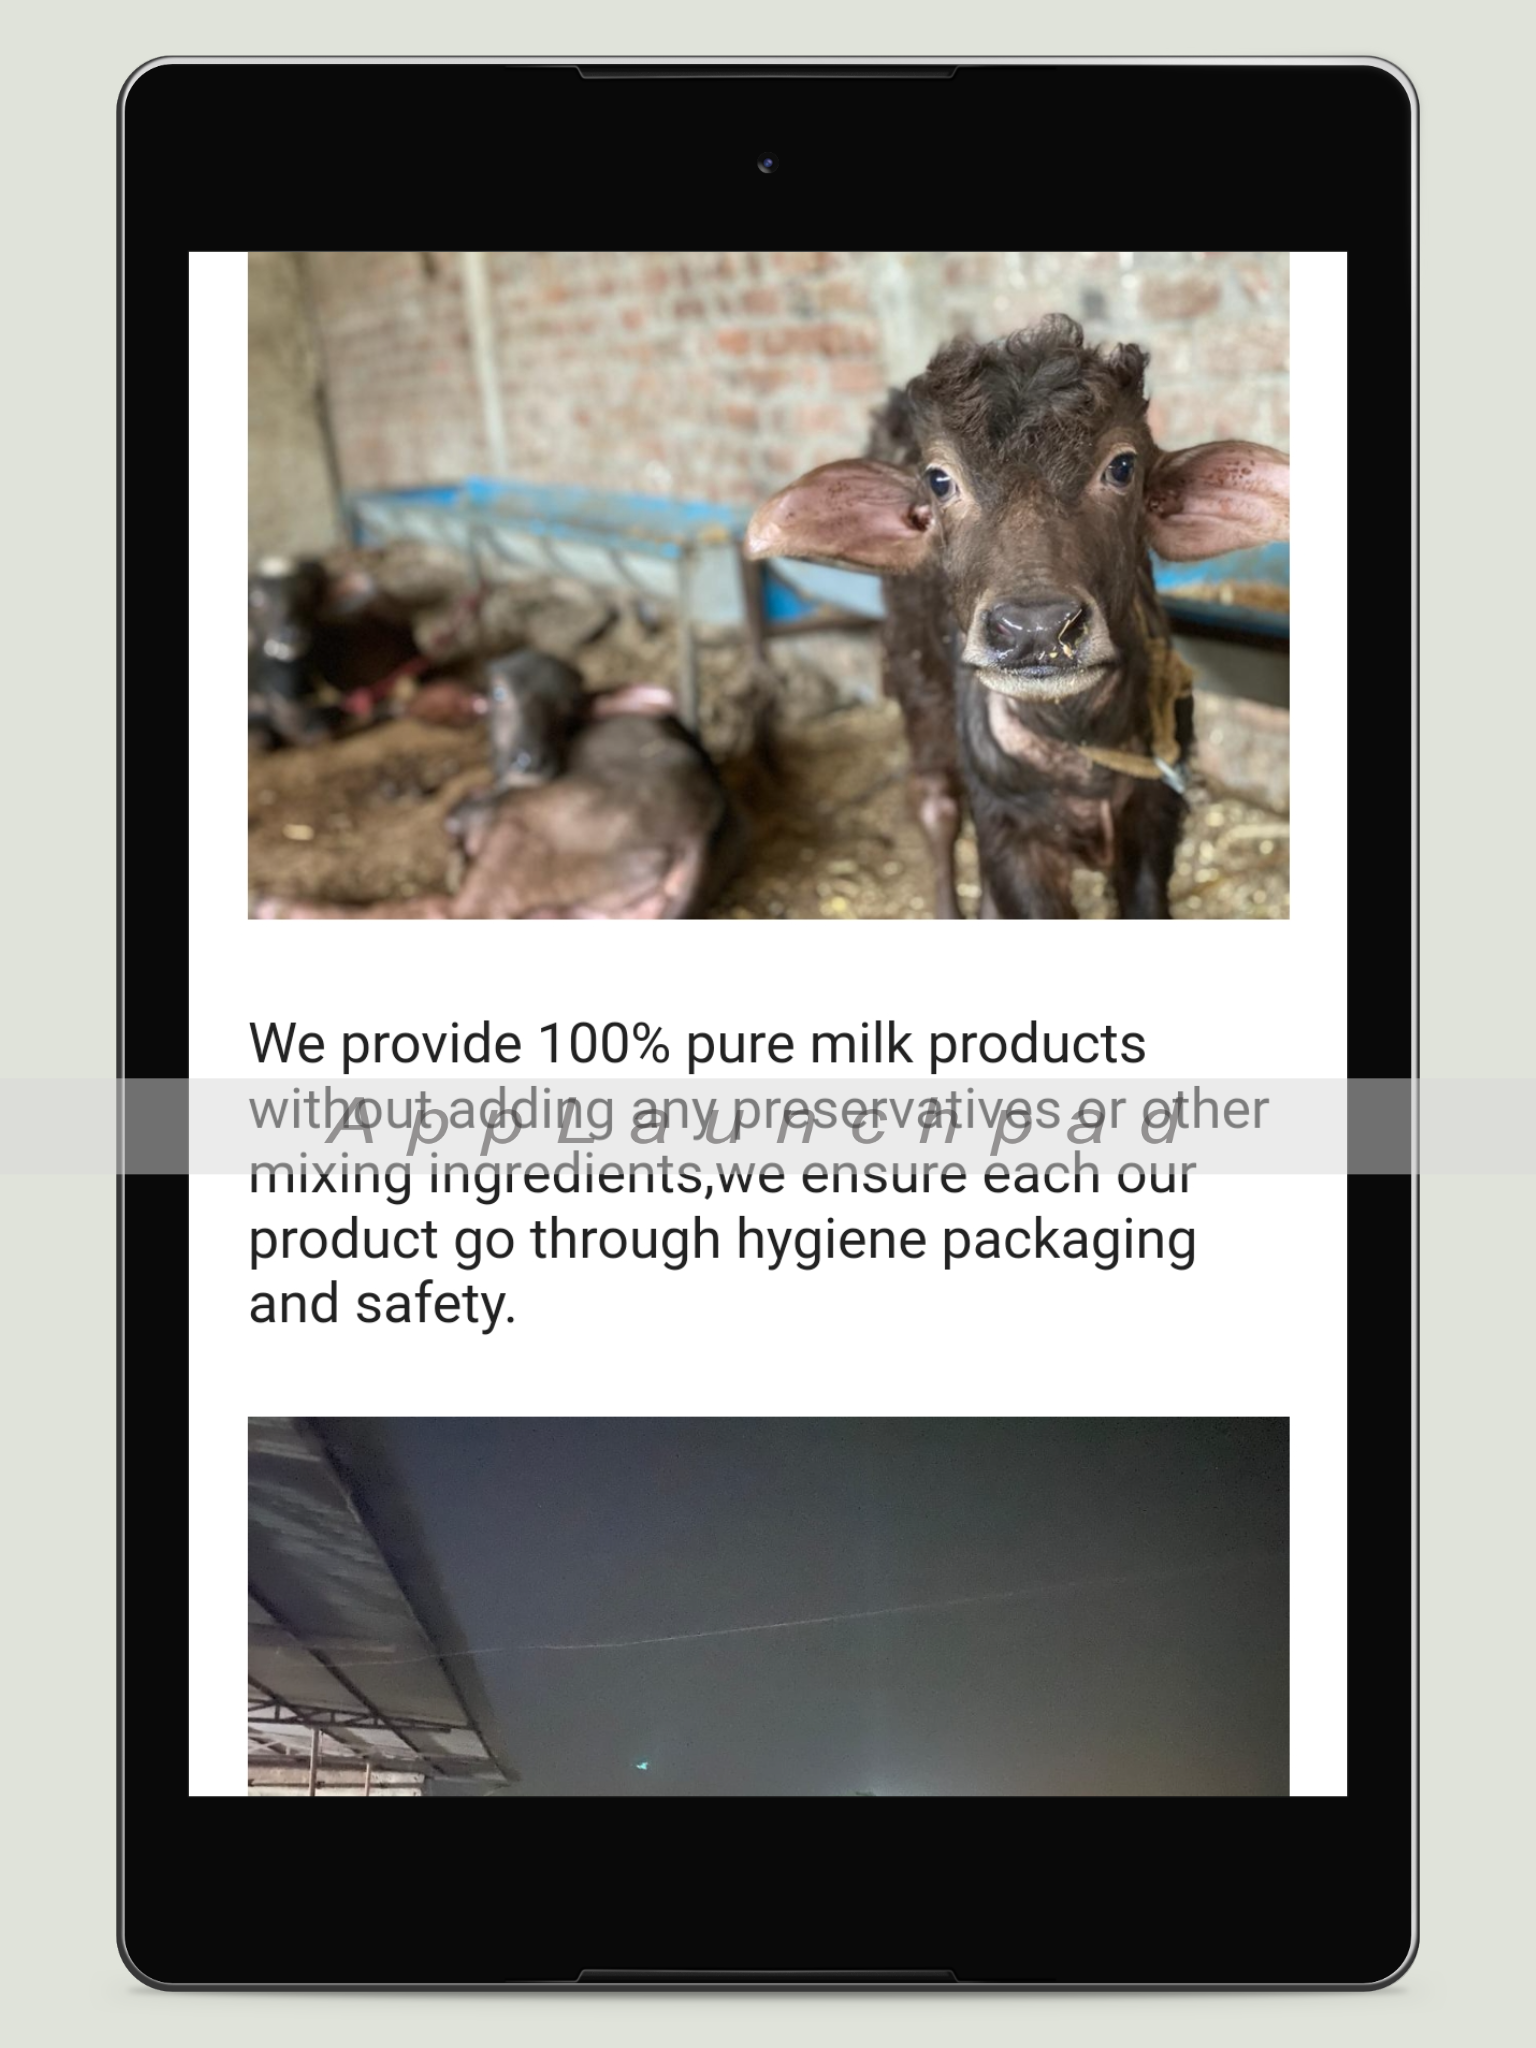 We provide 100% pure milk products
without adding any preservatives or other
AppLaunchpad
mixing ingredients,we ensure each our
product go through hygiene packaging
and safety.